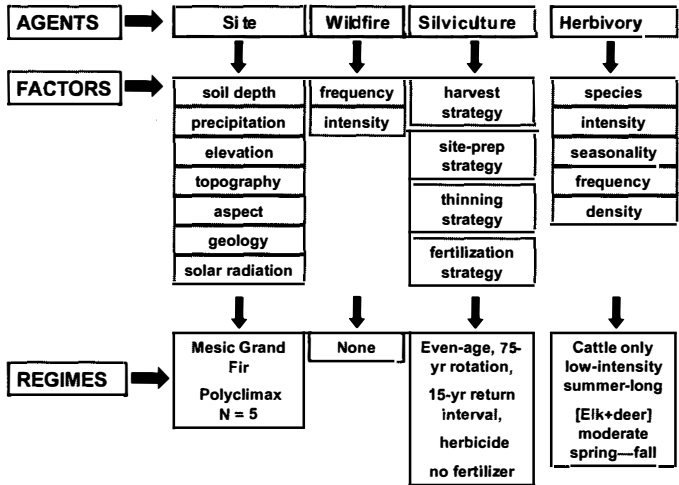 AGENTS
Site
Wildfire
Silviculture
Herbivory
FACTORS
soil depth
precipitation
elevation
topography
aspect
geology
solar radiation
frequency
intensity
harvest
strategy
site-prep
strategy
thinning
strategy
fertilization
strategy
species
intensity
seasonality
frequency
density
REGIMES
Mesic Grand
Fir
Polyclimax
N = 5
None
Even-age, 75-
yr rotation,
15-yr return
interval,
herbicide
no fertilizer
Cattle only
low-intensity
summer-long
[Elk+deer]
moderate
spring—fall